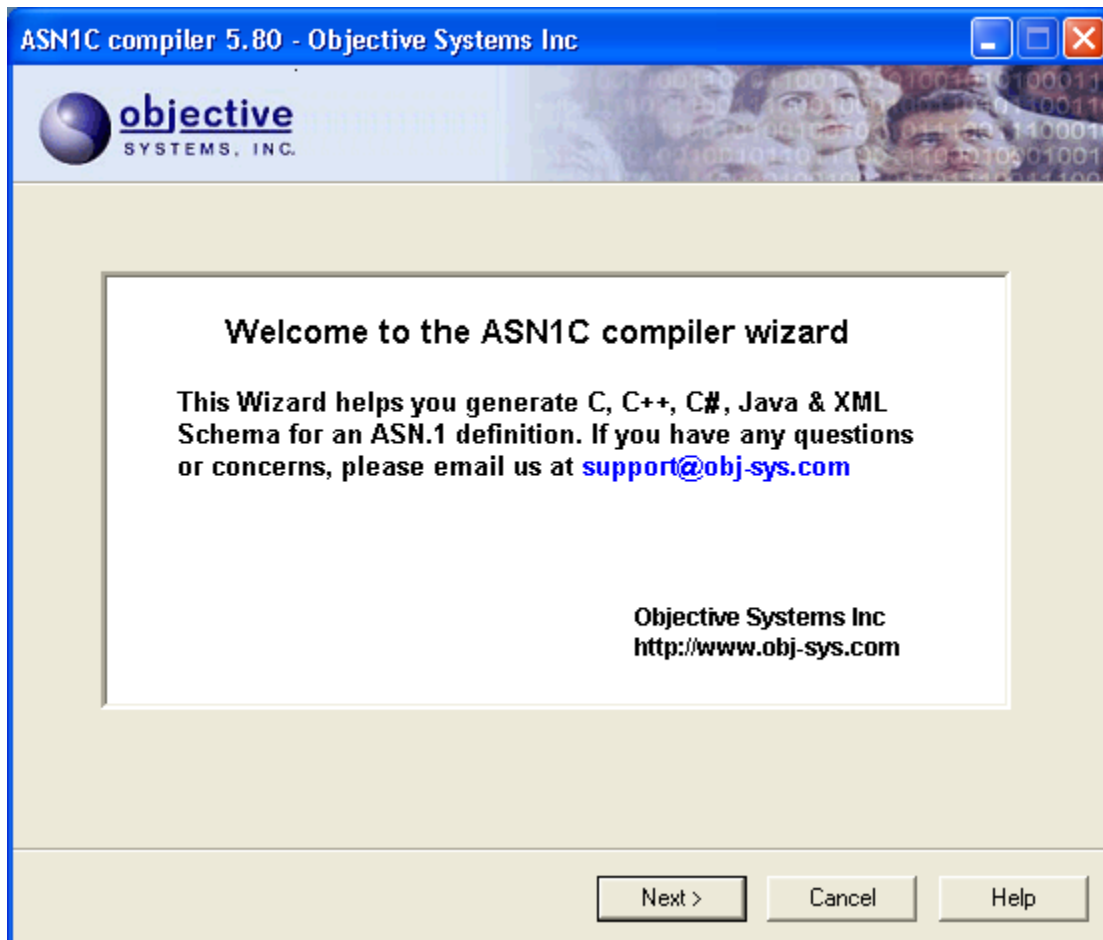 ASN1C compiler 5.80 - Objective Systems Inc
objective
SYSTEMS, INC.
Welcome to the ASN1C compiler wizard
This Wizard helps you generate C, C++, C#, Java & XML
Schema for an ASN.1 definition. If you have any questions
or concerns, please email us at support@obj-sys.com
Objective Systems Inc
http://www.obj-sys.com
Next >
Cancel
Help